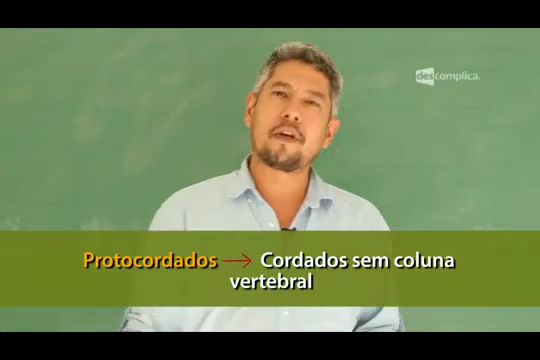 descomplica.
Protocordados → Cordados sem coluna
vertebral